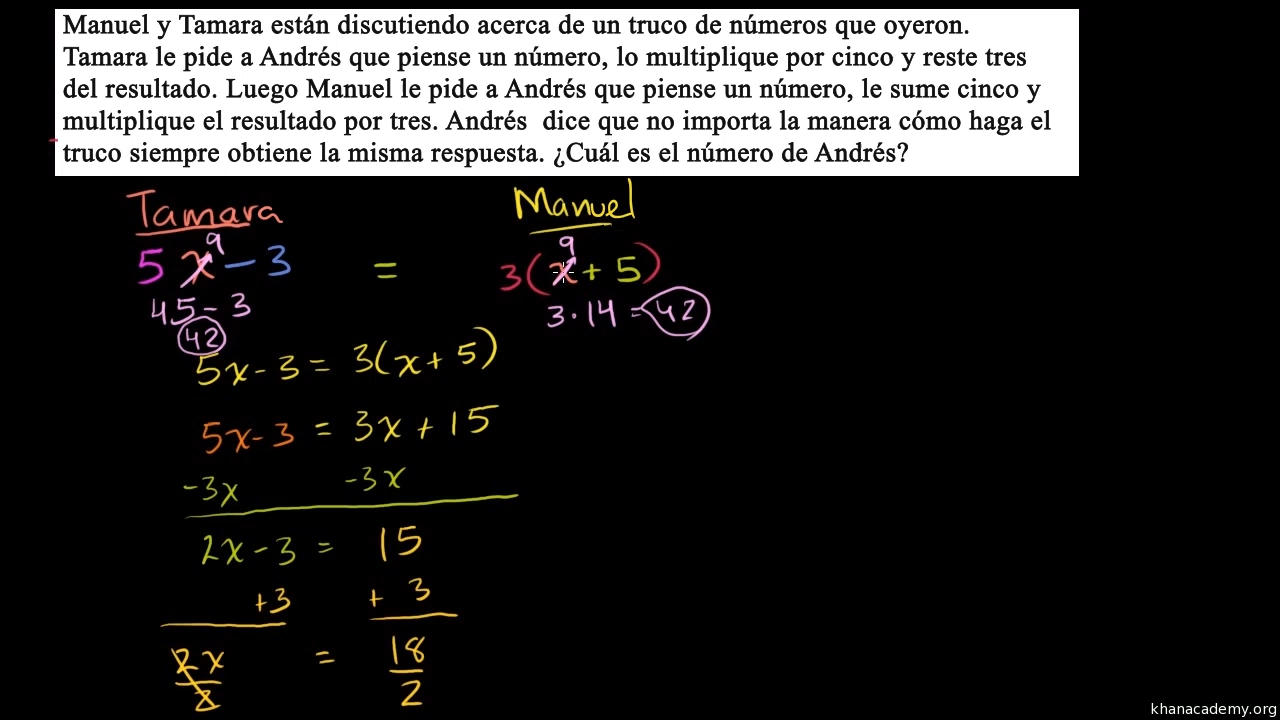 Manuel y Tamara están discutiendo acerca de un truco de números que oyeron.
Tamara le pide a Andrés que piense un número, lo multiplique por cinco y reste tres
del resultado. Luego Manuel le pide a Andrés que piense un número, le sume cinco y
multiplique el resultado por tres. Andrés dice que no importa la manera cómo haga el
truco siempre obtiene la misma respuesta. ¿Cuál es el número de Andrés?
Tamara Manuel
9 9
5x - 3 = 3(x + 5)
45 - 3 3·14 = 42
42
5x - 3 = 3(x + 5)
5x - 3 = 3x + 15
-3x -3x
2x - 3 = 15
+3 + 3
2x = 18
2 2
khanacademy.org